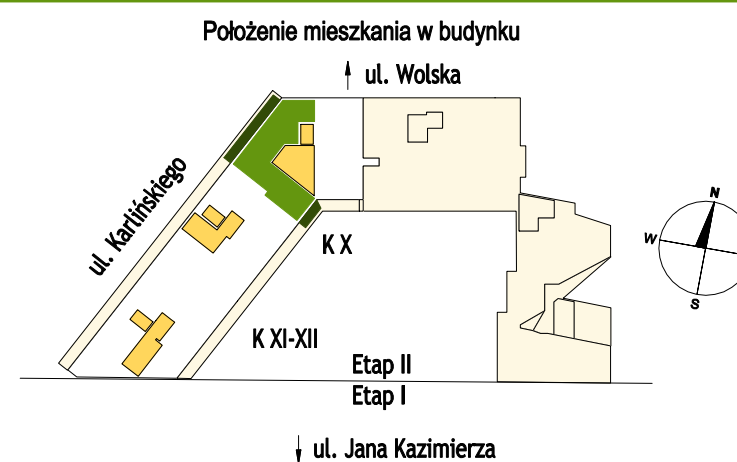 Położenie mieszkania w budynku
ul. Wolska
ul. Karlińskiego
N
W
S
K X
K XI-XII
Etap II
Etap I
ul. Jana Kazimierza